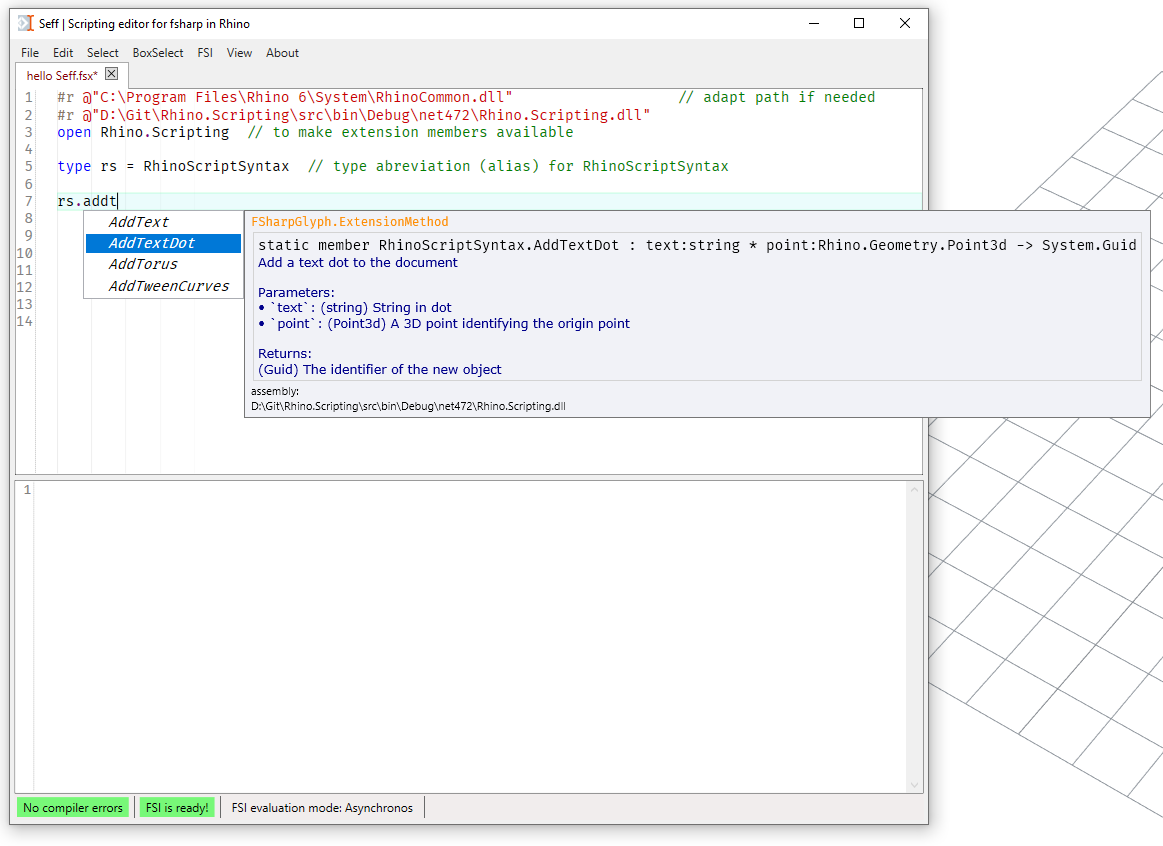 Seff | Scripting editor for fsharp in Rhino
File Edit Select BoxSelect FSI View About
hello Seff.fsx*
1 #r @"C:\Program Files\Rhino 6\System\RhinoCommon.dll" // adapt path if needed
2 #r @"D:\Git\Rhino.Scripting\src\bin\Debug\net472\Rhino.Scripting.dll"
3 open Rhino.Scripting // to make extension members available
4
5 type rs = RhinoScriptSyntax // type abreviation (alias) for RhinoScriptSyntax
6
7 rs.addt
8
9
10
11
12
13
14
AddText
AddTextDot
AddTorus
AddTweenCurves
FSharpGlyph.ExtensionMethod
static member RhinoScriptSyntax.AddTextDot : text:string * point:Rhino.Geometry.Point3d -> System.Guid
Add a text dot to the document
Parameters:
• `text`: (string) String in dot
• `point`: (Point3d) A 3D point identifying the origin point
Returns:
(Guid) The identifier of the new object
assembly:
D:\Git\Rhino.Scripting\src\bin\Debug\net472\Rhino.Scripting.dll
1
No compiler errors FSI is ready! FSI evaluation mode: Asynchronos